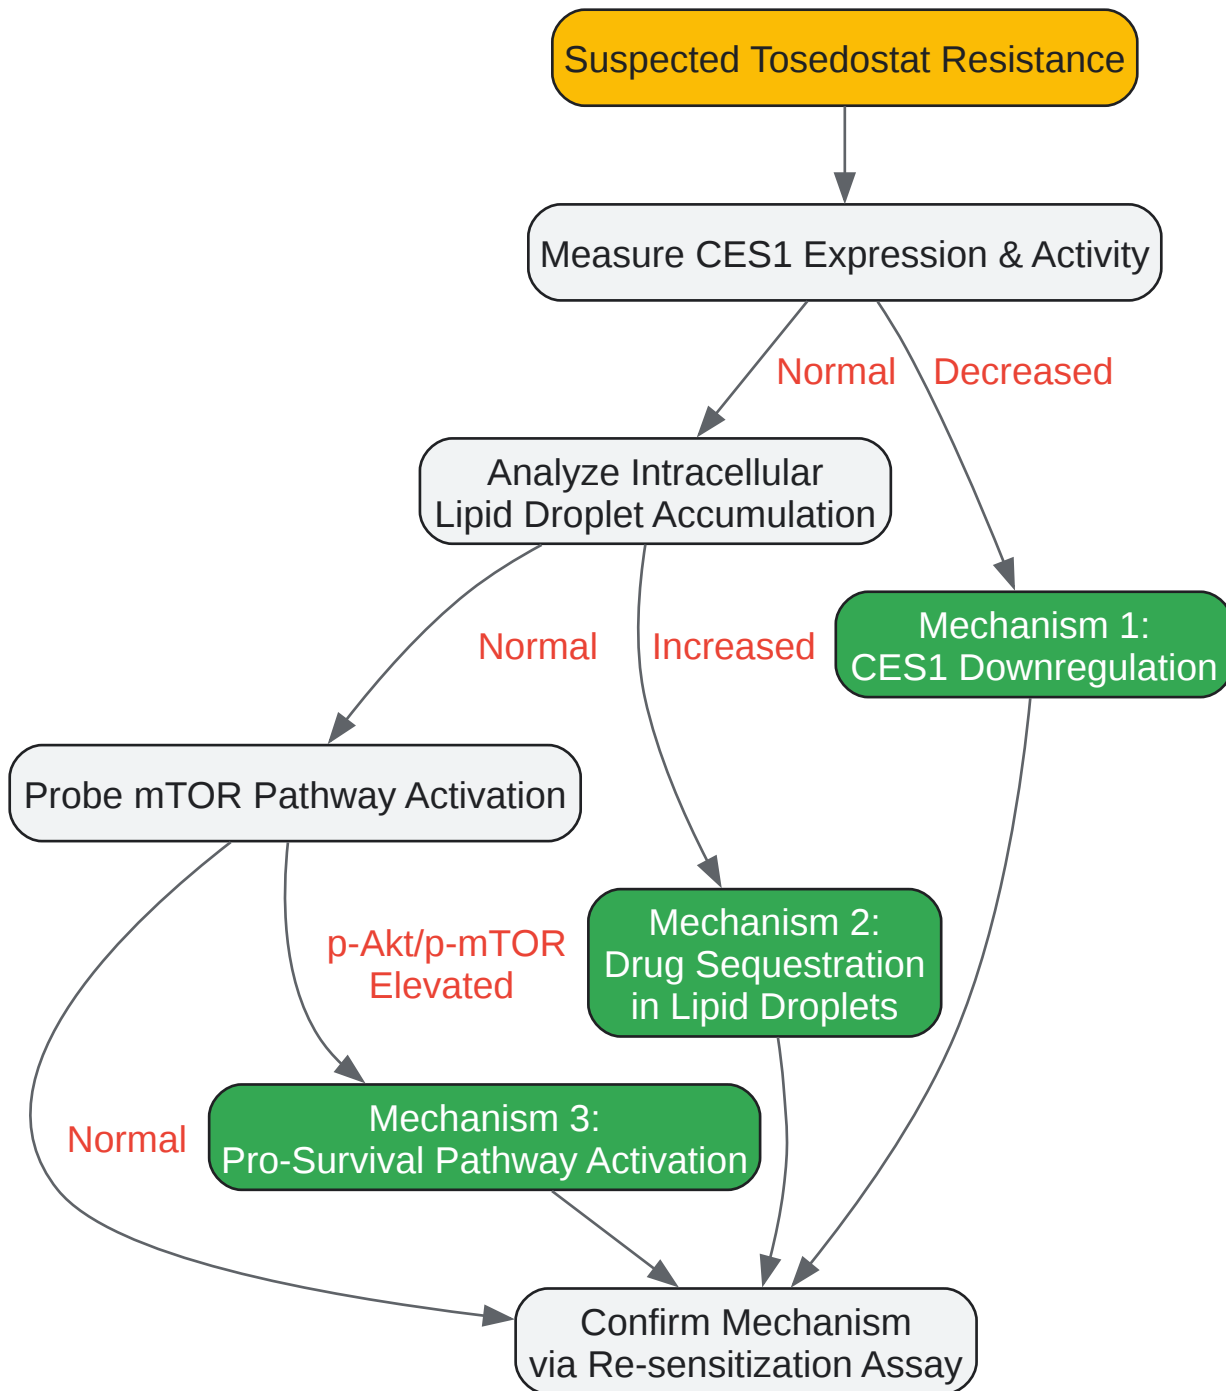 Suspected Tosedostat Resistance
Measure CES1 Expression & Activity
Normal
Decreased
Analyze Intracellular
Lipid Droplet Accumulation
Mechanism 1:
CES1 Downregulation
Normal
Increased
Probe mTOR Pathway Activation
Mechanism 2:
Drug Sequestration
in Lipid Droplets
p-Akt/p-mTOR
Elevated
Mechanism 3:
Pro-Survival Pathway Activation
Normal
Confirm Mechanism
via Re-sensitization Assay